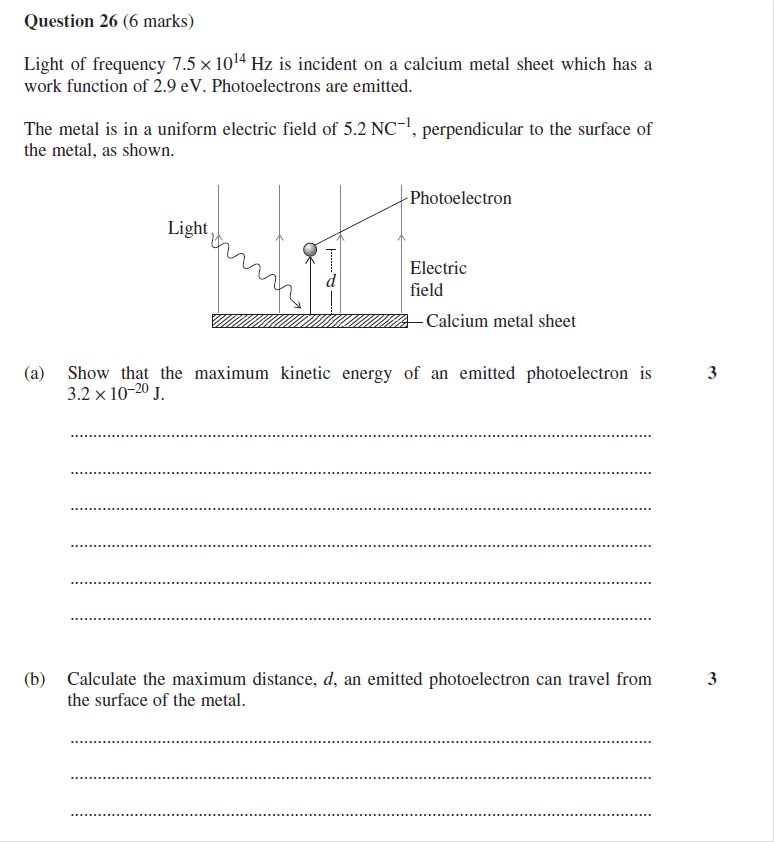 Question 26 (6 marks)
Light of frequency 7.5 × 10¹⁴ Hz is incident on a calcium metal sheet which has a
work function of 2.9 eV. Photoelectrons are emitted.
The metal is in a uniform electric field of 5.2 NC⁻¹, perpendicular to the surface of
the metal, as shown.
Photoelectron
Light
d
Electric
field
Calcium metal sheet
(a) Show that the maximum kinetic energy of an emitted photoelectron is 3
3.2 × 10⁻²⁰ J.
(b) Calculate the maximum distance, d, an emitted photoelectron can travel from 3
the surface of the metal.